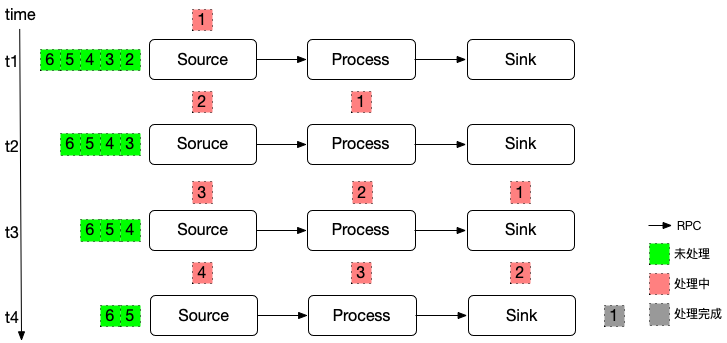 time
1
t1 6 5 4 3 2 Source Process Sink
2 1
t2 6 5 4 3 Soruce Process Sink
3 2 1
t3 6 5 4 Source Process Sink
RPC
未处理
4 3 2
处理中
t4 6 5 Source Process Sink 1 处理完成